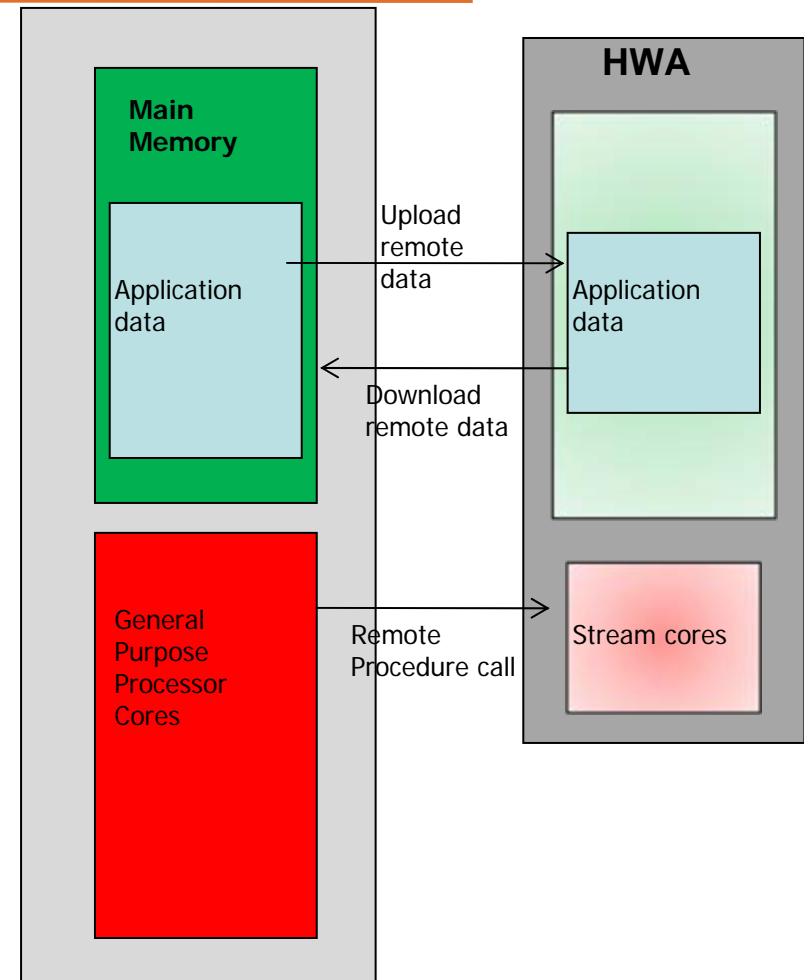 HWA
Main
Memory
Upload
remote
data
Application
data
Application
data
Download
remote data
General
Purpose
Processor
Cores
Remote
Procedure call
Stream cores